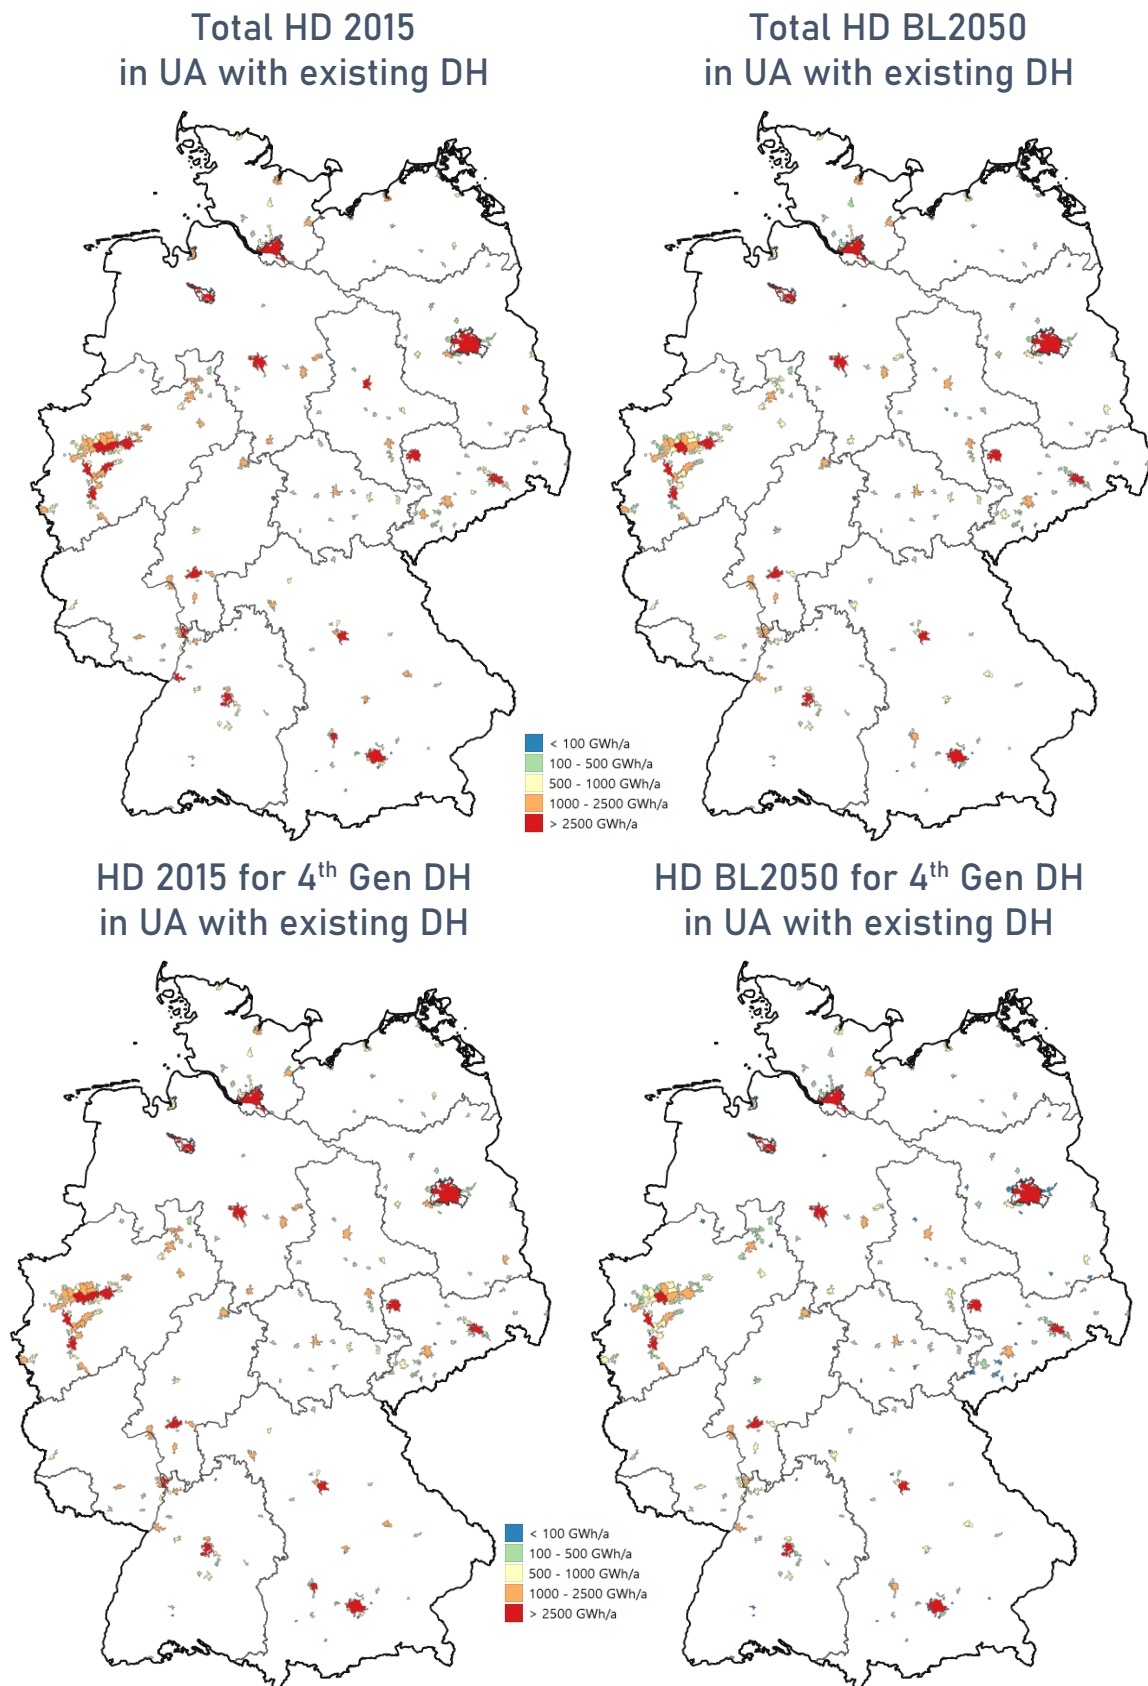 Total HD 2015
in UA with existing DH
Total HD BL2050
in UA with existing DH
< 100 GWh/a
100 - 500 GWh/a
500 - 1000 GWh/a
1000 - 2500 GWh/a
> 2500 GWh/a
HD 2015 for 4th Gen DH
in UA with existing DH
HD BL2050 for 4th Gen DH
in UA with existing DH
< 100 GWh/a
100 - 500 GWh/a
500 - 1000 GWh/a
1000 - 2500 GWh/a
> 2500 GWh/a